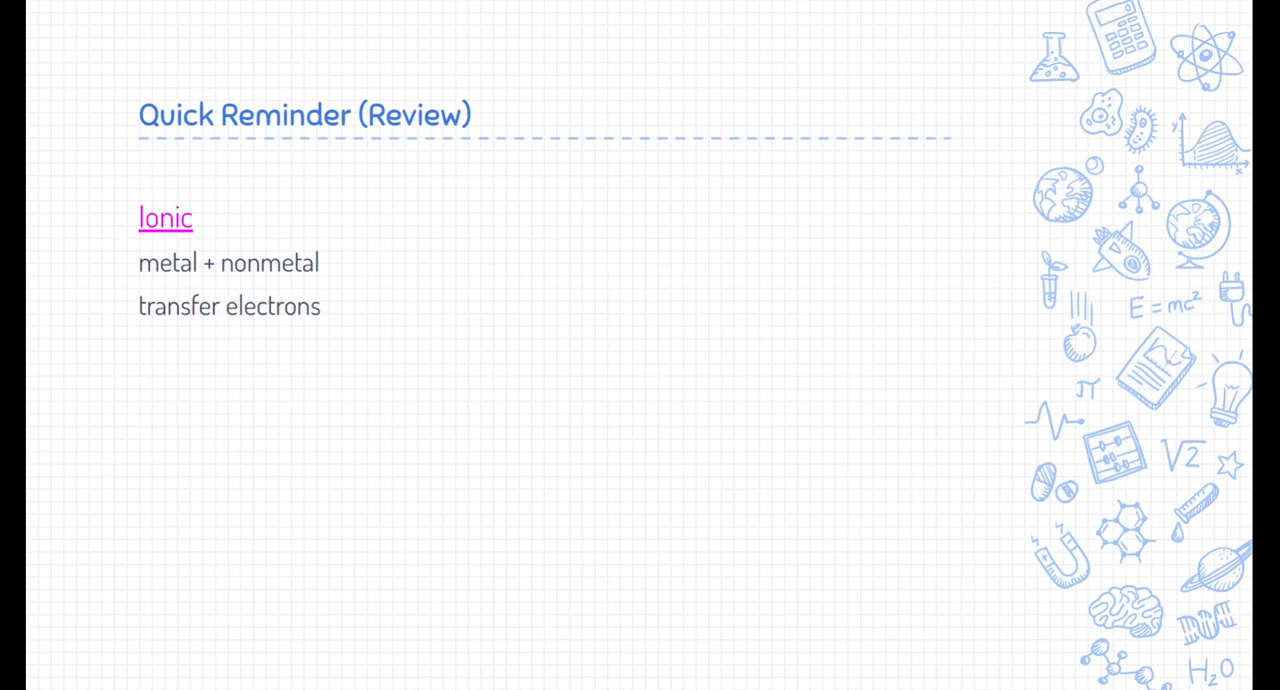 Quick Reminder (Review)
Ionic
metal + nonmetal
transfer electrons
y
x
E = mc²
π
√2
H₂O